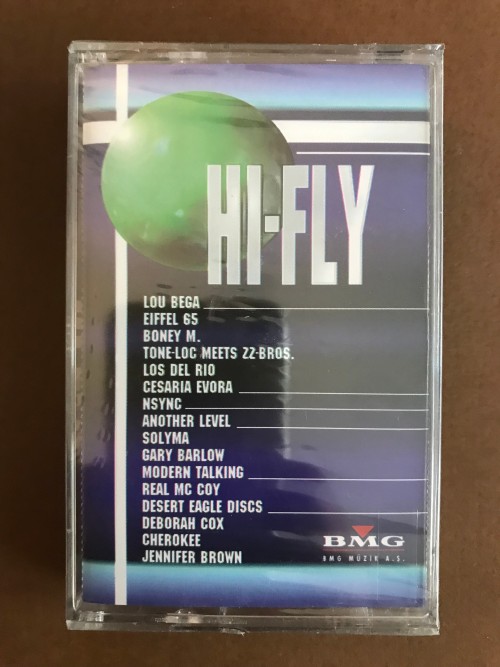 HI-FLY
LOU BEGA
EIFFEL 65
BONEY M.
TONE-LOC MEETS ZZ-BROS.
LOS DEL RIO
CESARIA EVORA
NSYNC
ANOTHER LEVEL
SOLYMA
GARY BARLOW
MODERN TALKING
REAL MC COY
DESERT EAGLE DISCS
DEBORAH COX
CHEROKEE
JENNIFER BROWN
BMG
BMG MÜZIK A.S.